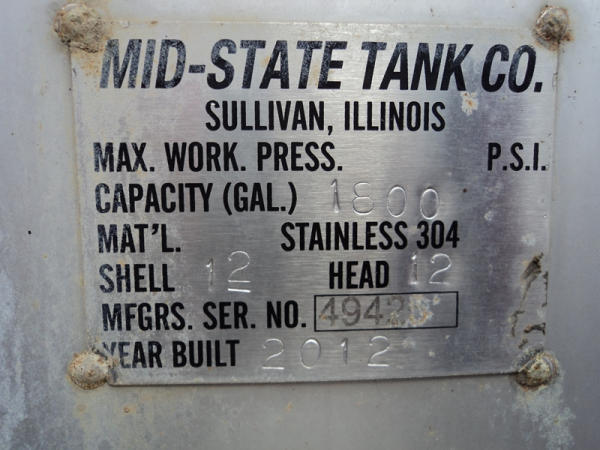 MID-STATE TANK CO.
SULLIVAN, ILLINOIS
MAX. WORK. PRESS. P.S.I.
CAPACITY (GAL.) 1800
MAT'L. STAINLESS 304
SHELL 12 HEAD 12
MFGRS. SER. NO.
YEAR BUILT 2012